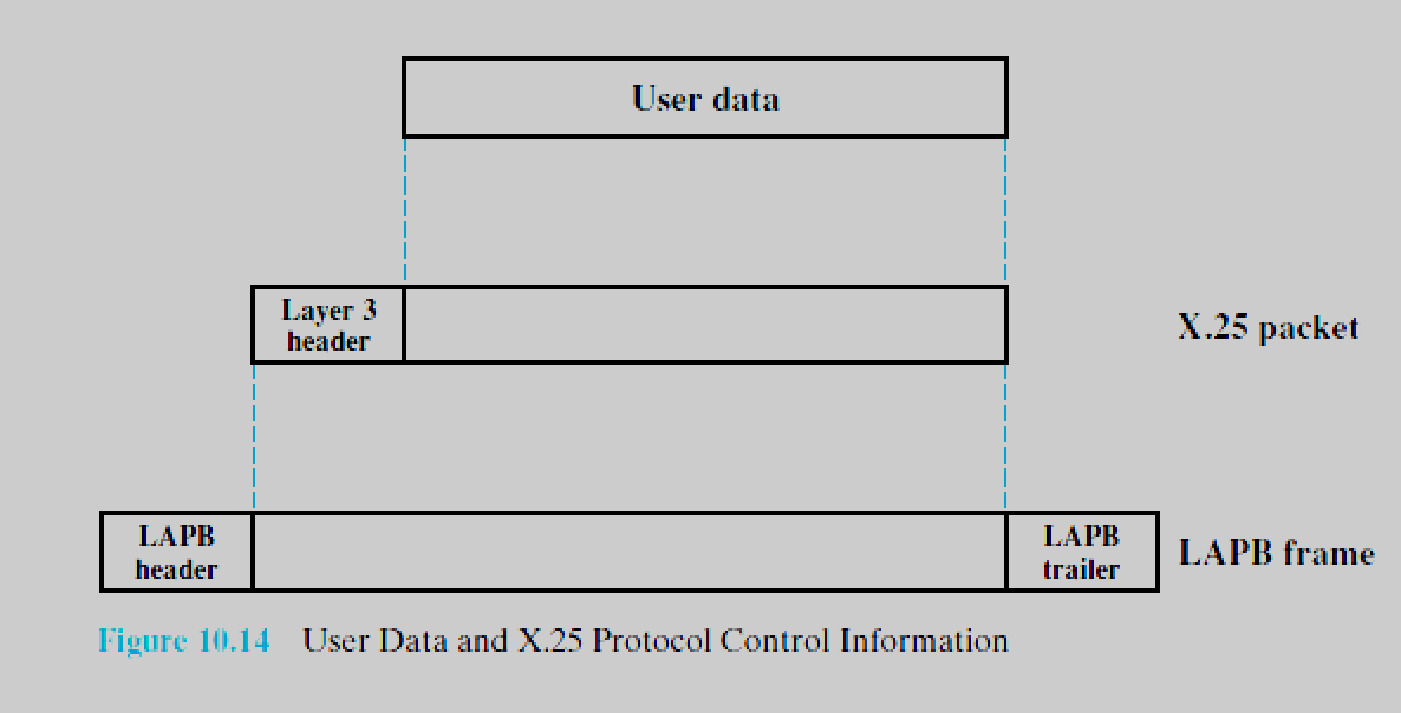 User data
Layer 3
header
X.25 packet
LAPB
header
LAPB
trailer
LAPB frame
Figure 10.14 User Data and X.25 Protocol Control Information